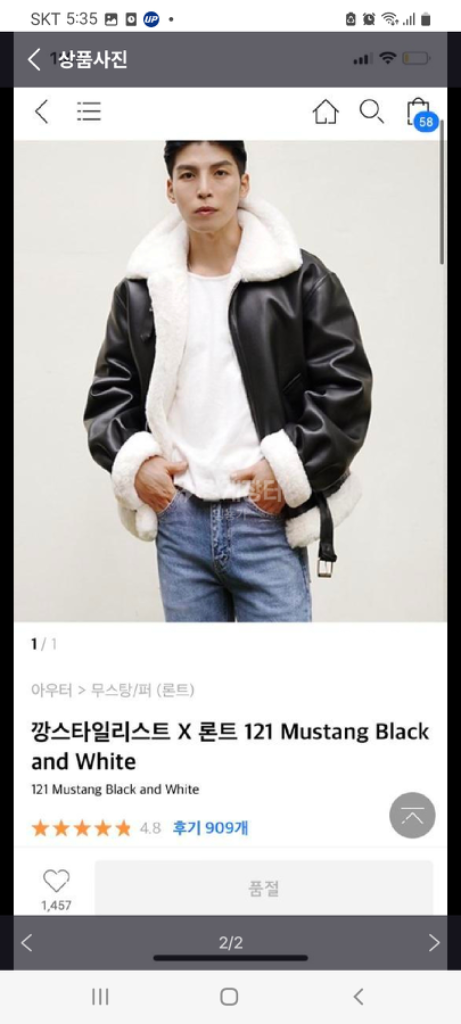 SKT 5:35 UP
상품사진
58
1 / 1
아우터 > 무스탕/퍼 (론트)
깡스타일리스트 X 론트 121 Mustang Black
and White
121 Mustang Black and White
4.8 후기 909개
1,457
품절
2/2